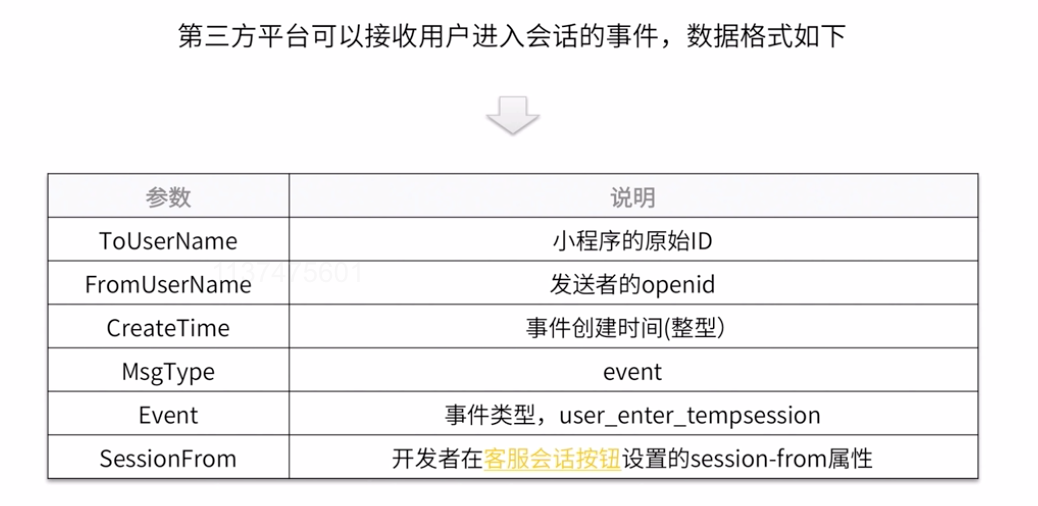 第三方平台可以接收用户进入会话的事件，数据格式如下
参数 说明
ToUserName 小程序的原始ID
1137475601
FromUserName 发送者的openid
CreateTime 事件创建时间(整型）
MsgType event
Event 事件类型，user_enter_tempsession
SessionFrom 开发者在客服会话按钮设置的session-from属性